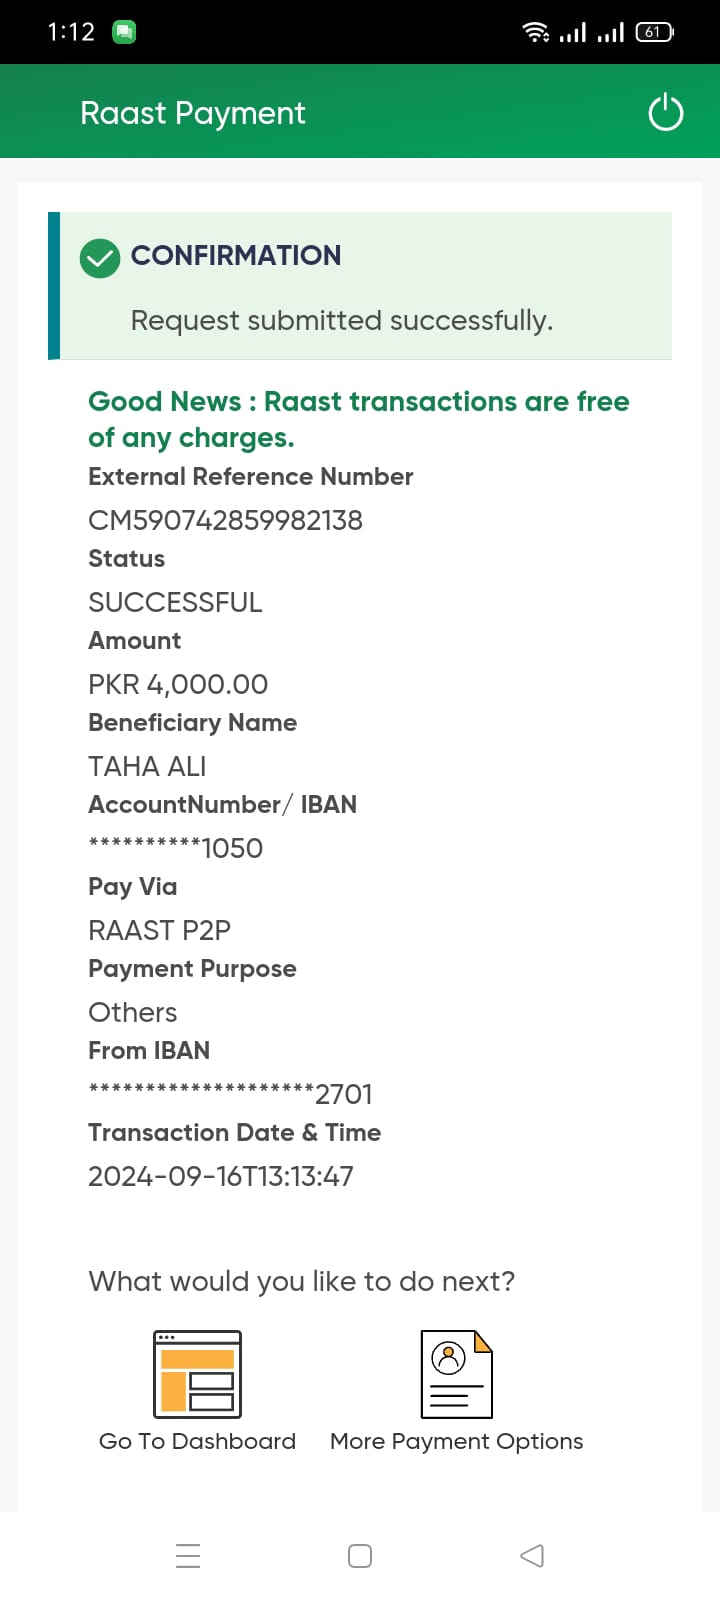 1:12
61
Raast Payment
CONFIRMATION
Request submitted successfully.
Good News : Raast transactions are free
of any charges.
External Reference Number
CM590742859982138
Status
SUCCESSFUL
Amount
PKR 4,000.00
Beneficiary Name
TAHA ALI
AccountNumber/ IBAN
**********1050
Pay Via
RAAST P2P
Payment Purpose
Others
From IBAN
********************2701
Transaction Date & Time
2024-09-16T13:13:47
What would you like to do next?
Go To Dashboard
More Payment Options